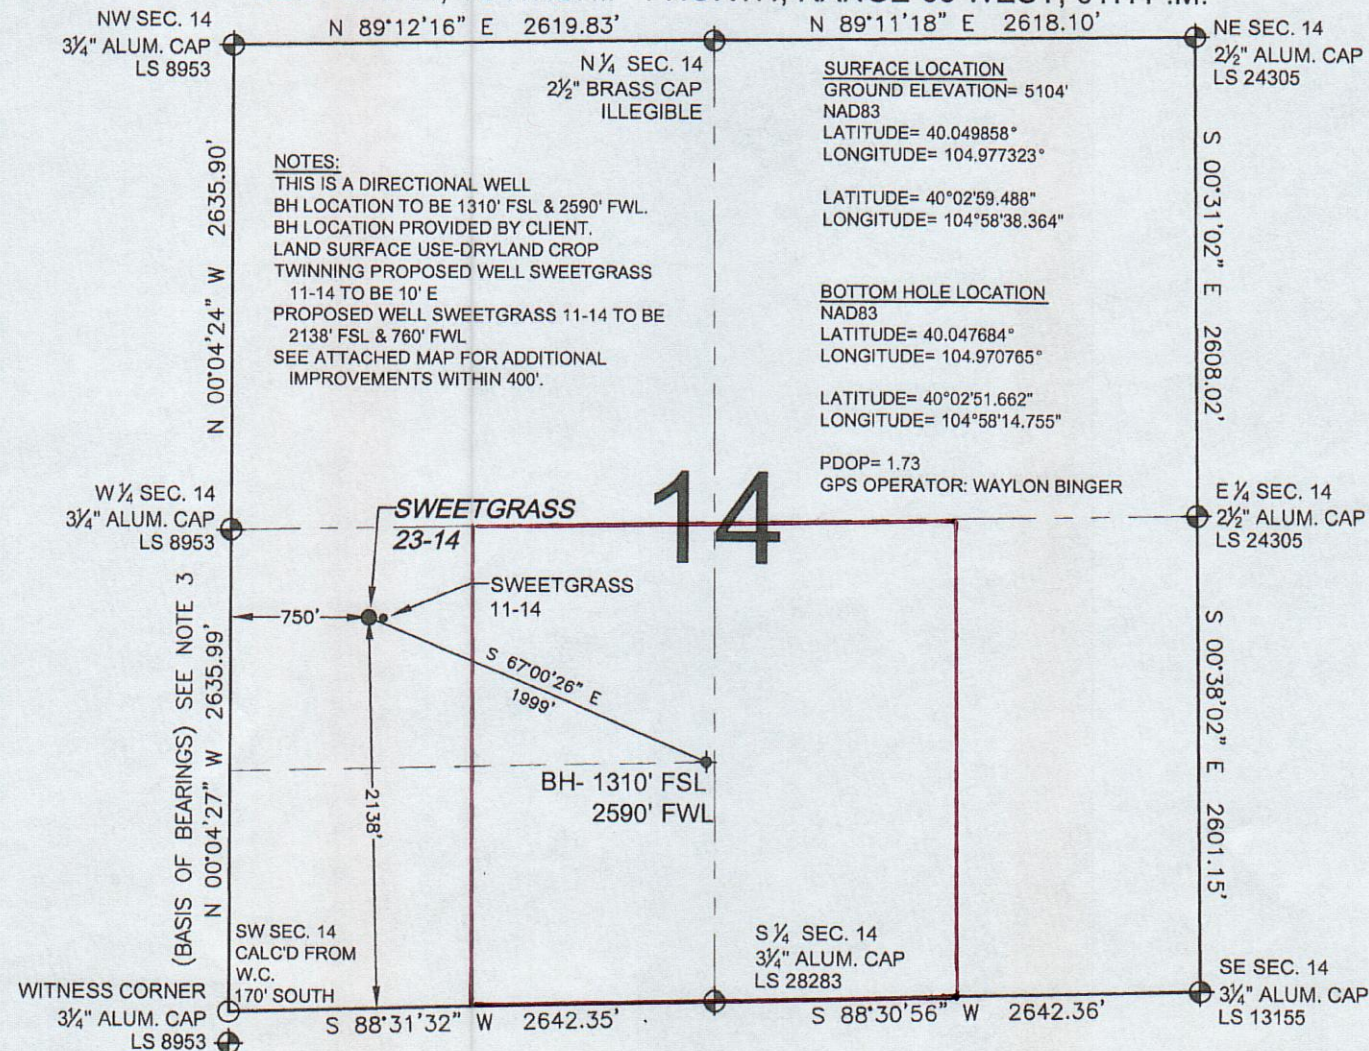 NORTH, RANGE 68 WEST, 6TH P.M.
N 89°12'16" E 2619.83'
N 89°11'18" E 2618.10'
NW SEC. 14
3¼" ALUM. CAP
LS 8953
N ¼ SEC. 14
2½" BRASS CAP
ILLEGIBLE
NE SEC. 14
2½" ALUM. CAP
LS 24305
NOTES:
THIS IS A DIRECTIONAL WELL
BH LOCATION TO BE 1310' FSL & 2590' FWL.
BH LOCATION PROVIDED BY CLIENT.
LAND SURFACE USE-DRYLAND CROP
TWINNING PROPOSED WELL SWEETGRASS
11-14 TO BE 10' E
PROPOSED WELL SWEETGRASS 11-14 TO BE
2138' FSL & 760' FWL
SEE ATTACHED MAP FOR ADDITIONAL
IMPROVEMENTS WITHIN 400'.
SURFACE LOCATION
GROUND ELEVATION= 5104'
NAD83
LATITUDE= 40.049858°
LONGITUDE= 104.977323°
LATITUDE= 40°02'59.488"
LONGITUDE= 104°58'38.364"
BOTTOM HOLE LOCATION
NAD83
LATITUDE= 40.047684°
LONGITUDE= 104.970765°
LATITUDE= 40°02'51.662"
LONGITUDE= 104°58'14.755"
PDOP= 1.73
GPS OPERATOR: WAYLON BINGER
N 00°04'24" W 2635.90'
S 00°31'02" E 2608.02'
14
W ¼ SEC. 14
3¼" ALUM. CAP
LS 8953
E ¼ SEC. 14
2½" ALUM. CAP
LS 24305
SWEETGRASS
23-14
SWEETGRASS
11-14
750'
S 67°00'26" E
1999'
2138'
BH- 1310' FSL
2590' FWL
(BASIS OF BEARINGS) SEE NOTE 3
N 00°04'27" W 2635.99'
S 00°38'02" E 2601.15'
SW SEC. 14
CALC'D FROM
W.C.
170' SOUTH
S ¼ SEC. 14
3¼" ALUM. CAP
LS 28283
WITNESS CORNER
3¼" ALUM. CAP
LS 8953
SE SEC. 14
3¼" ALUM. CAP
LS 13155
S 88°31'32" W 2642.35'
S 88°30'56" W 2642.36'